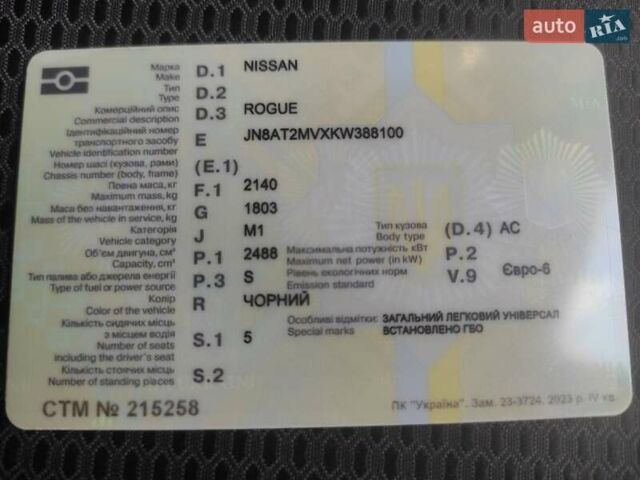 auto RIA .com
Марка D.1 NISSAN
Make
Тип D.2
Type
Комерційний опис D.3 ROGUE
Commercial description
Ідентифікаційний номер
транспортного засобу E JN8AT2MVXKW388100
Vehicle identification number
Номер шасі (кузова, рами) (E.1)
Chassis number (body, frame)
Повна маса, кг F.1 2140
Maximum mass, kg
Маса без навантаження, кг G 1803
Mass of the vehicle in service, kg
Категорія J M1 Тип кузова (D.4) AC
Vehicle category Body type
Об'єм двигуна, см³ P.1 2488 Максимальна потужність кВт P.2
Capacity, cm³ Maximum net power (in kW)
Тип палива або джерела енергії P.3 S Рівень екологічних норм V.9 Євро-6
Type of fuel or power source Emission standard
Колір R ЧОРНИЙ
Color of the vehicle
Кількість сидячих місць Особливі відмітки: ЗАГАЛЬНИЙ ЛЕГКОВИЙ УНІВЕРСАЛ
з місцем водія S.1 5 Special marks ВСТАНОВЛЕНО ГБО
Number of seats
including the driver's seat
Кількість стоячих місць S.2
Number of standing places
СТМ № 215258
ПК "Україна". Зам. 23-3724. 2023 р. IV кв.